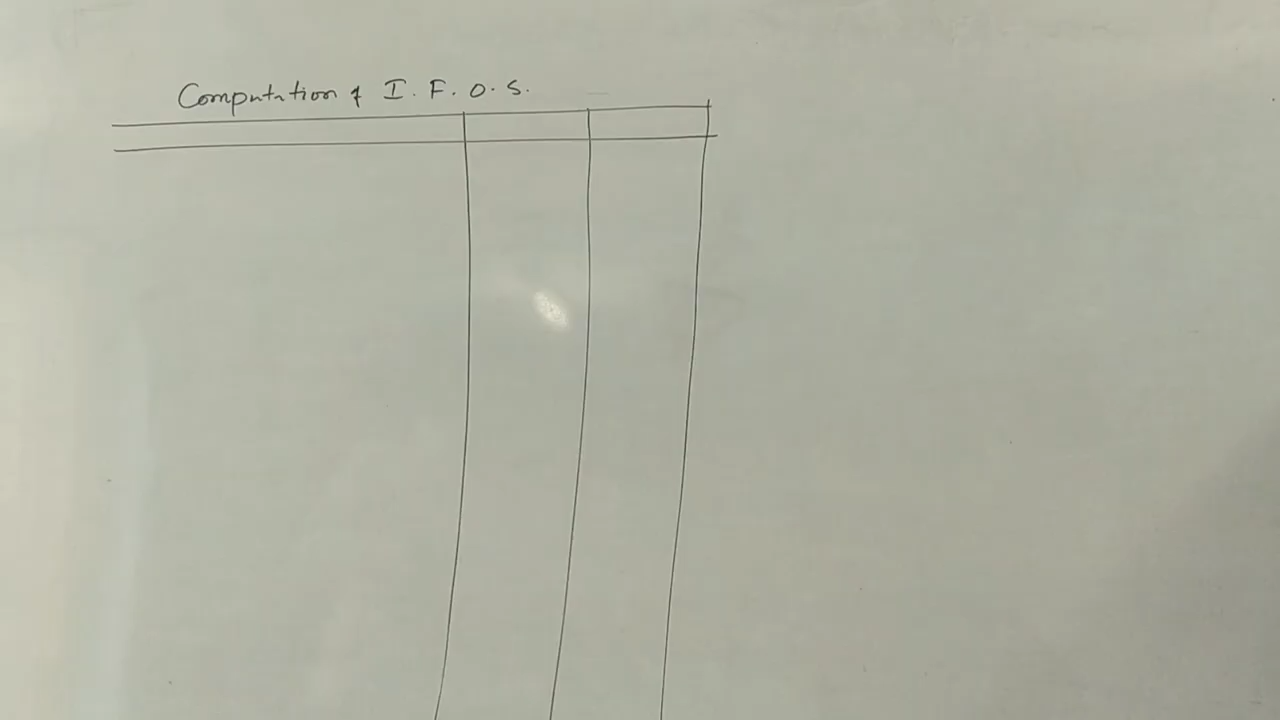 Computation of I. F. O. S.